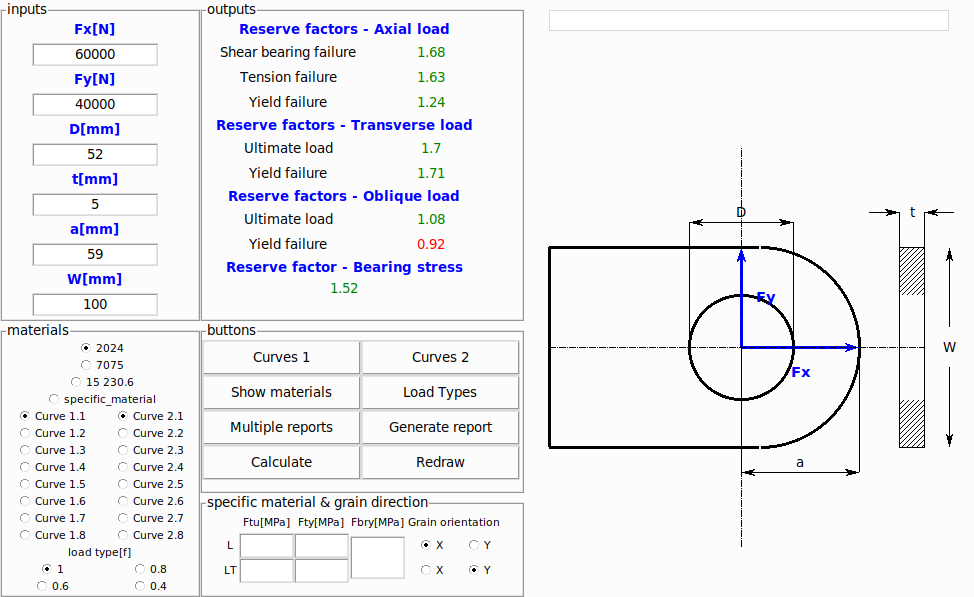 inputs
Fx[N]
60000
Fy[N]
40000
D[mm]
52
t[mm]
5
a[mm]
59
W[mm]
100
outputs
Reserve factors - Axial load
Shear bearing failure 1.68
Tension failure 1.63
Yield failure 1.24
Reserve factors - Transverse load
Ultimate load 1.7
Yield failure 1.71
Reserve factors - Oblique load
Ultimate load 1.08
Yield failure 0.92
Reserve factor - Bearing stress
1.52
materials
2024
7075
15 230.6
specific_material
Curve 1.1 Curve 2.1
Curve 1.2 Curve 2.2
Curve 1.3 Curve 2.3
Curve 1.4 Curve 2.4
Curve 1.5 Curve 2.5
Curve 1.6 Curve 2.6
Curve 1.7 Curve 2.7
Curve 1.8 Curve 2.8
load type[f]
1 0.8
0.6 0.4
buttons
Curves 1 Curves 2
Show materials Load Types
Multiple reports Generate report
Calculate Redraw
specific material & grain direction
Ftu[MPa] Fty[MPa] Fbry[MPa] Grain orientation
L X Y
LT X Y
D
t
Fy
W
Fx
a